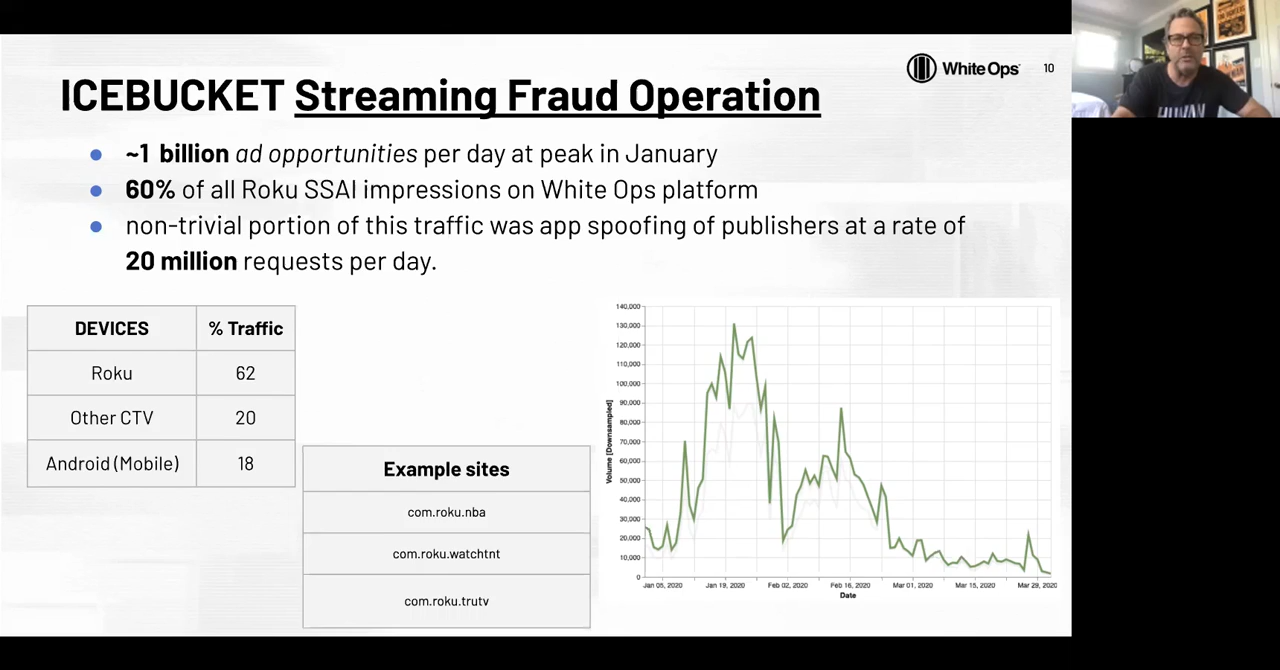 White Ops
10
ICEBUCKET Streaming Fraud Operation
● ~1 billion ad opportunities per day at peak in January
● 60% of all Roku SSAI impressions on White Ops platform
● non-trivial portion of this traffic was app spoofing of publishers at a rate of
20 million requests per day.
DEVICES % Traffic
Roku 62
Other CTV 20
Android (Mobile) 18
Example sites
com.roku.nba
com.roku.watchtnt
com.roku.trutv
Volume [Downsampled]
140,000
130,000
120,000
110,000
100,000
90,000
80,000
70,000
60,000
50,000
40,000
30,000
20,000
10,000
0
Jan 05, 2020 Jan 19, 2020 Feb 02, 2020 Feb 16, 2020 Mar 01, 2020 Mar 15, 2020 Mar 29, 2020
Date
HUMAN